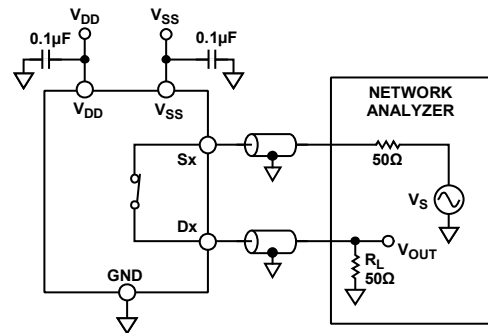 VDD
VSS
0.1µF
0.1µF
VDD
VSS
NETWORK
ANALYZER
Sx
50Ω
VS
Dx
VOUT
RL
50Ω
GND